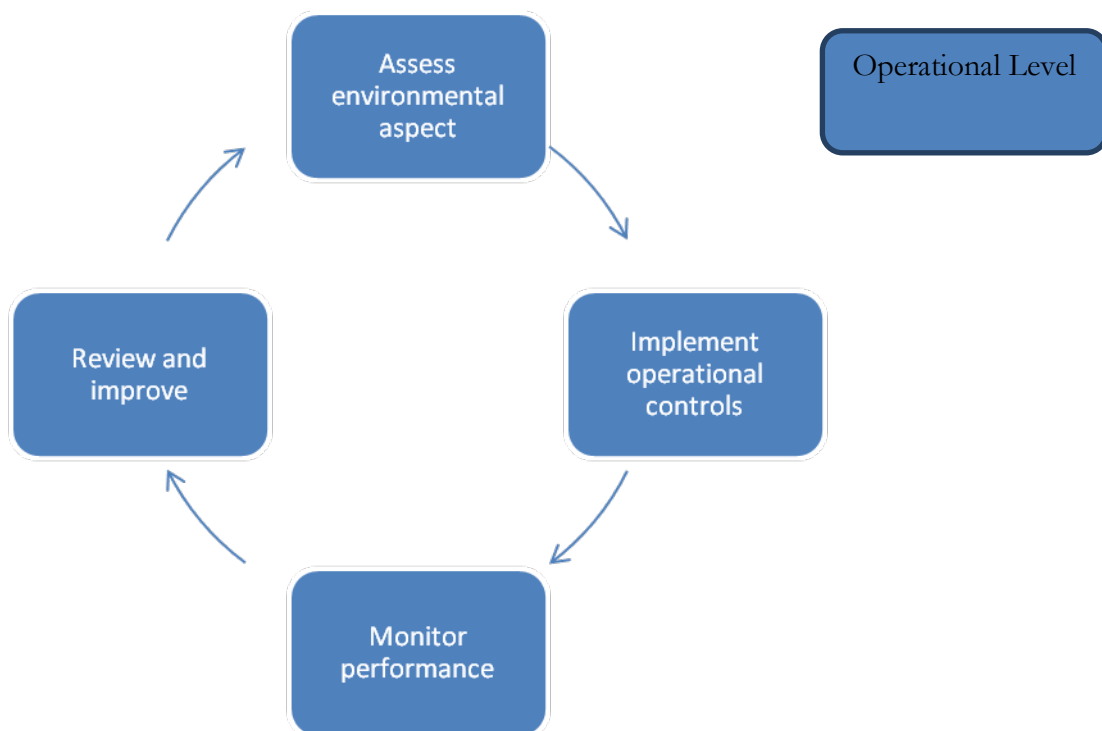 Assess
environmental
aspect
Operational Level
Implement
operational
controls
Monitor
performance
Review and
improve